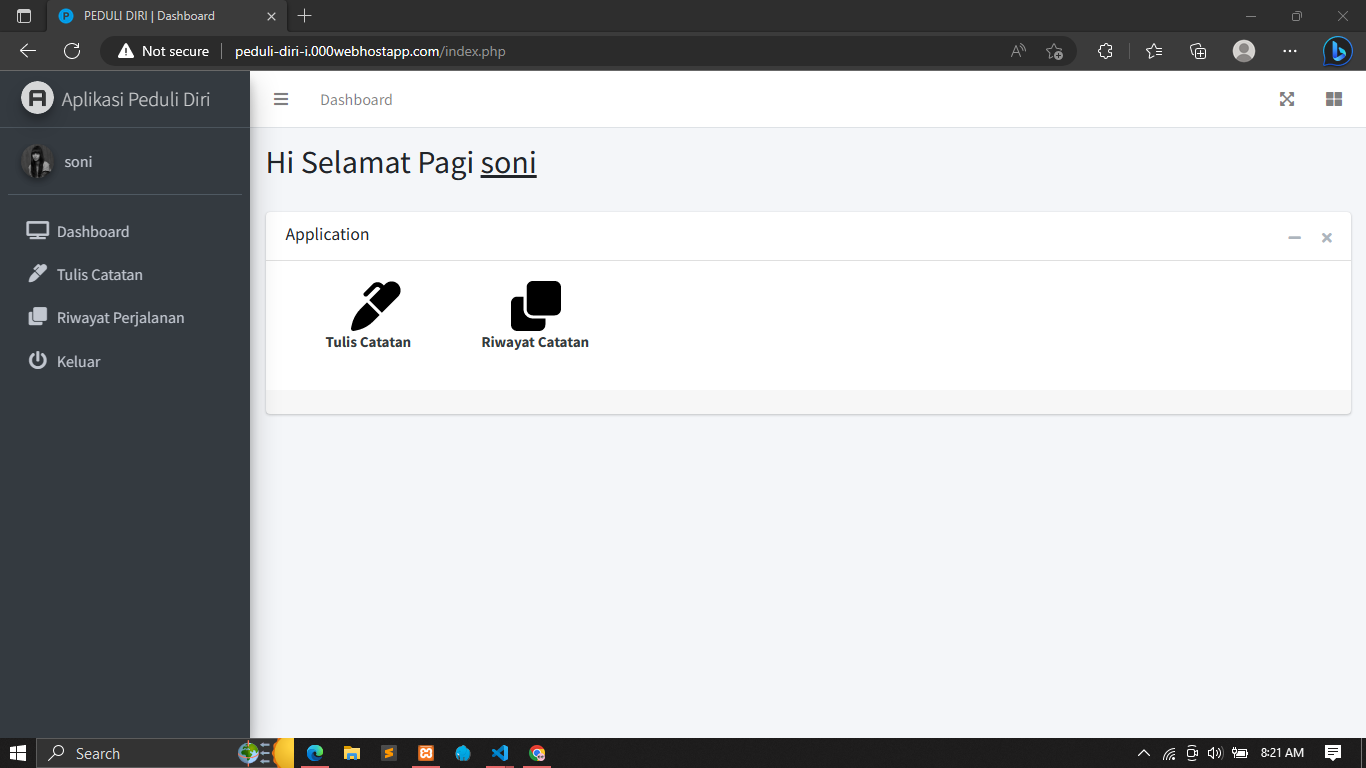 PEDULI DIRI | Dashboard
Not secure
peduli-diri-i.000webhostapp.com/index.php
Aplikasi Peduli Diri
Dashboard
soni
Hi Selamat Pagi soni
Dashboard
Tulis Catatan
Riwayat Perjalanan
Keluar
Application
Tulis Catatan
Riwayat Catatan
Search
8:21 AM